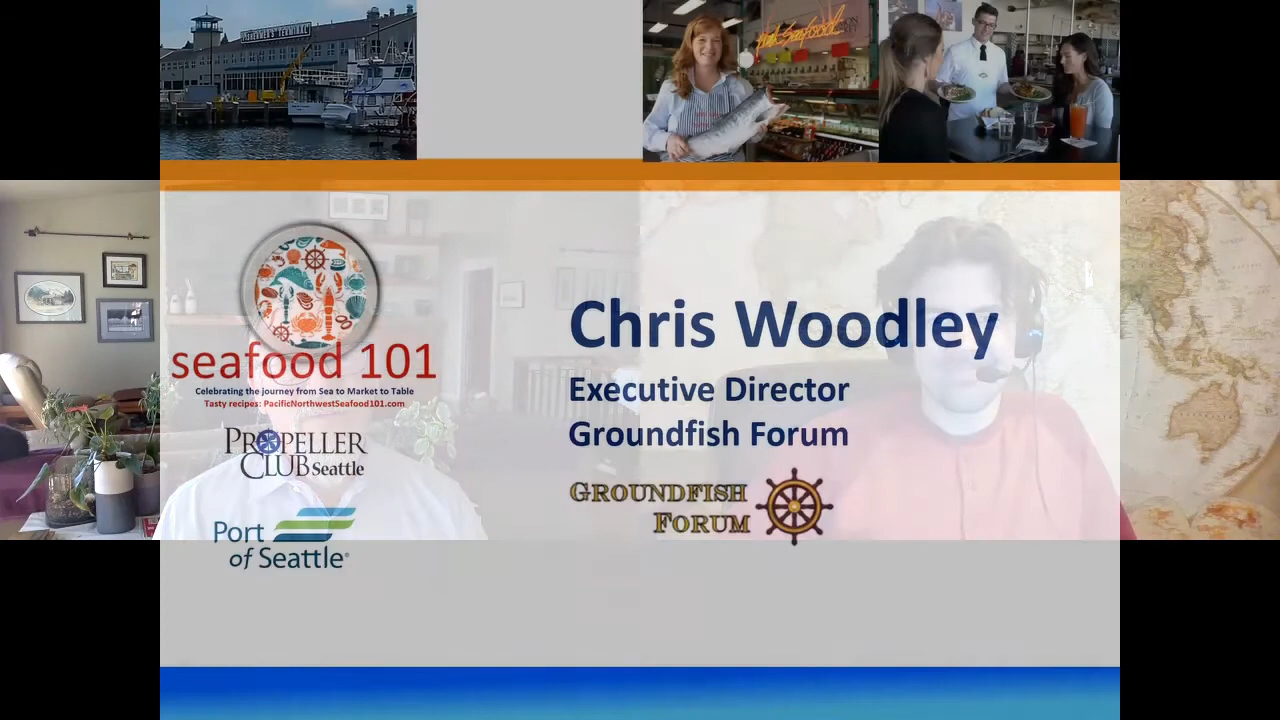 FISHERMEN'S TERMINAL
Chris Woodley
seafood 101
Executive Director
Celebrating the journey from Sea to Market to Table
Tasty recipes: PacificNorthwestSeafood101.com
Groundfish Forum
PROPELLER
CLUB Seattle
GROUNDFISH
FORUM
Port
of Seattle